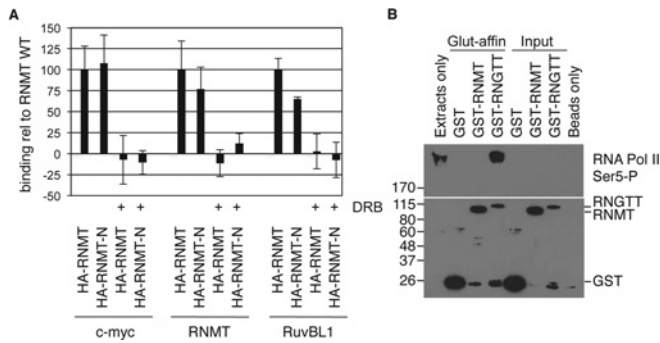 A
binding rel to RNMT WT
150
125
100
75
50
25
0
-25
-50
+ + + + + + DRB
HA-RNMT
HA-RNMT-N
HA-RNMT
HA-RNMT-N
HA-RNMT
HA-RNMT-N
HA-RNMT
HA-RNMT-N
HA-RNMT
HA-RNMT-N
HA-RNMT
HA-RNMT-N
c-myc RNMT RuvBL1
B
Glut-affin Input
Extracts only
GST
GST-RNMT
GST-RNGTT
GST
GST-RNMT
GST-RNGTT
Beads only
RNA Pol II
Ser5-P
170
115
80
60
48
37
26
RNGTT
RNMT
GST